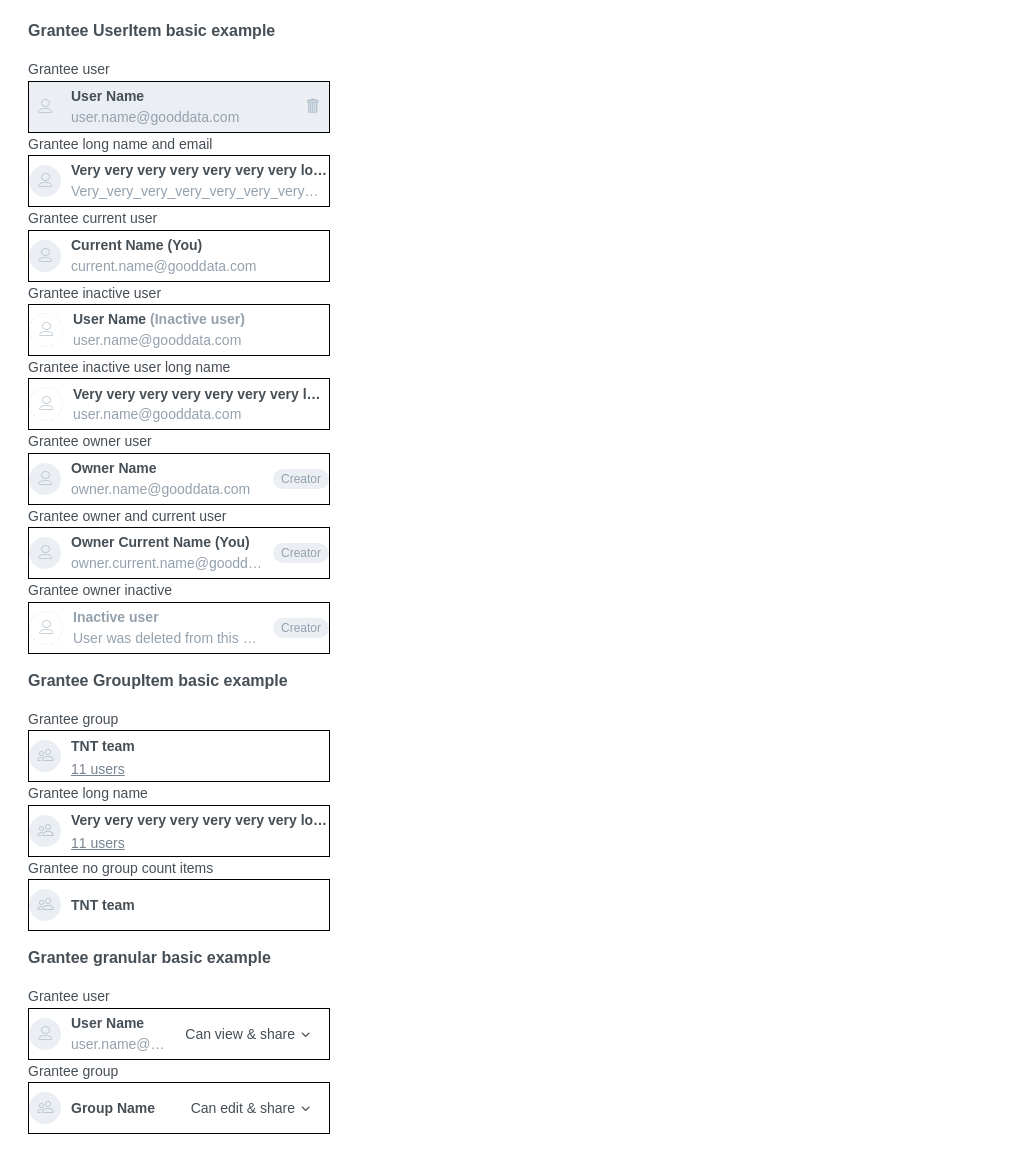 Grantee UserItem basic example
Grantee user
User Name
user.name@gooddata.com
Grantee long name and email
Very very very very very very very lo…
Very_very_very_very_very_very_very…
Grantee current user
Current Name (You)
current.name@gooddata.com
Grantee inactive user
User Name (Inactive user)
user.name@gooddata.com
Grantee inactive user long name
Very very very very very very very l…
user.name@gooddata.com
Grantee owner user
Owner Name
owner.name@gooddata.com
Creator
Grantee owner and current user
Owner Current Name (You)
owner.current.name@goodd…
Creator
Grantee owner inactive
Inactive user
User was deleted from this …
Creator
Grantee GroupItem basic example
Grantee group
TNT team
11 users
Grantee long name
Very very very very very very very lo…
11 users
Grantee no group count items
TNT team
Grantee granular basic example
Grantee user
User Name
user.name@…
Can view & share
Grantee group
Group Name
Can edit & share